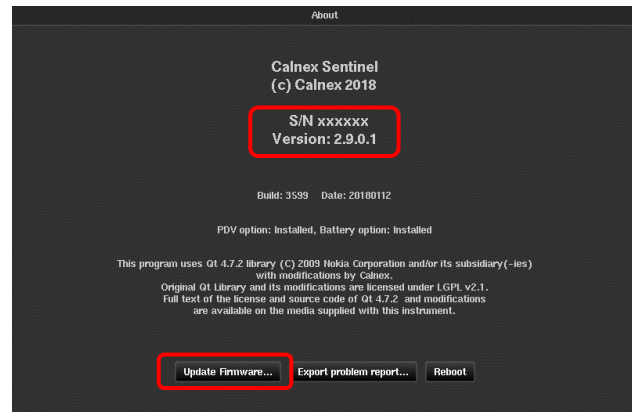 About
Calnex Sentinel
(c) Calnex 2018
S/N xxxxxx
Version: 2.9.0.1
Build: 3599 Date: 20180112
PDV option: Installed, Battery option: Installed
This program uses Qt 4.7.2 library (C) 2009 Nokia Corporation and/or its subsidiary(-ies)
with modifications by Calnex.
Original Qt Library and its modifications are licensed under LGPL v2.1.
Full text of the license and source code of Qt 4.7.2 and modifications
are available on the media supplied with this instrument.
Update Firmware... Export problem report... Reboot